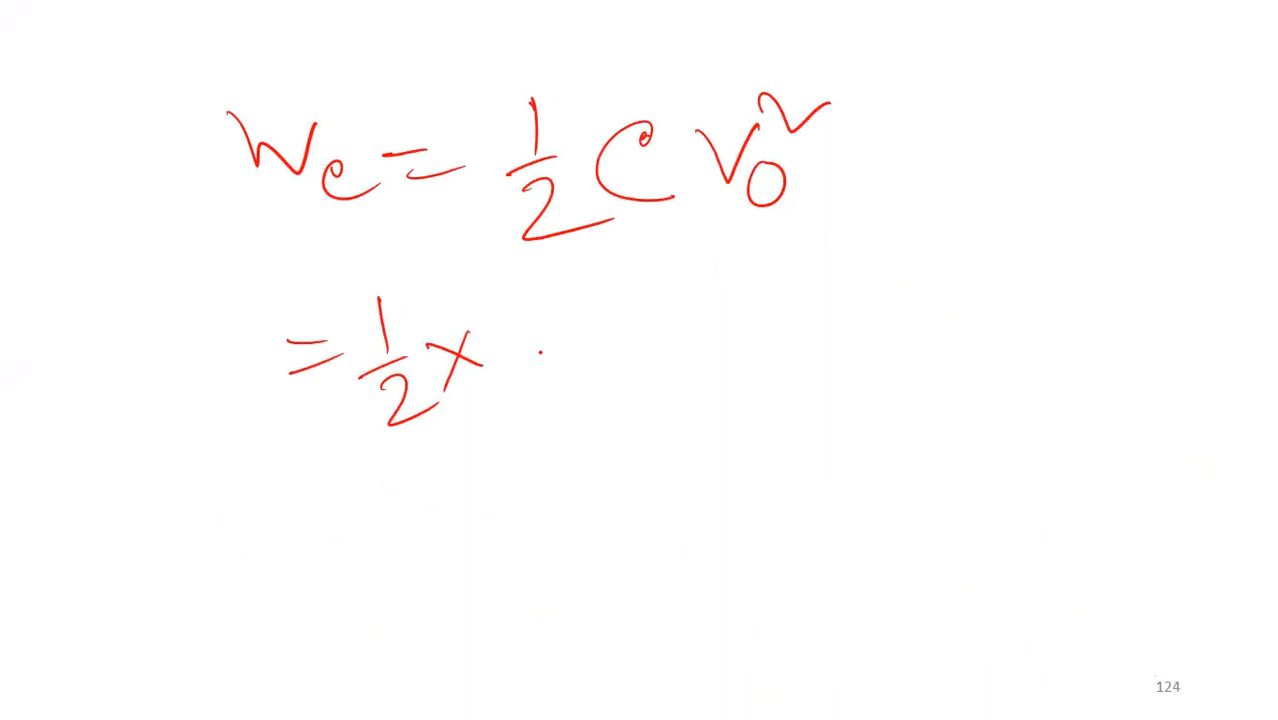 We = 1/2 C V₀²
= 1/2 ×
124